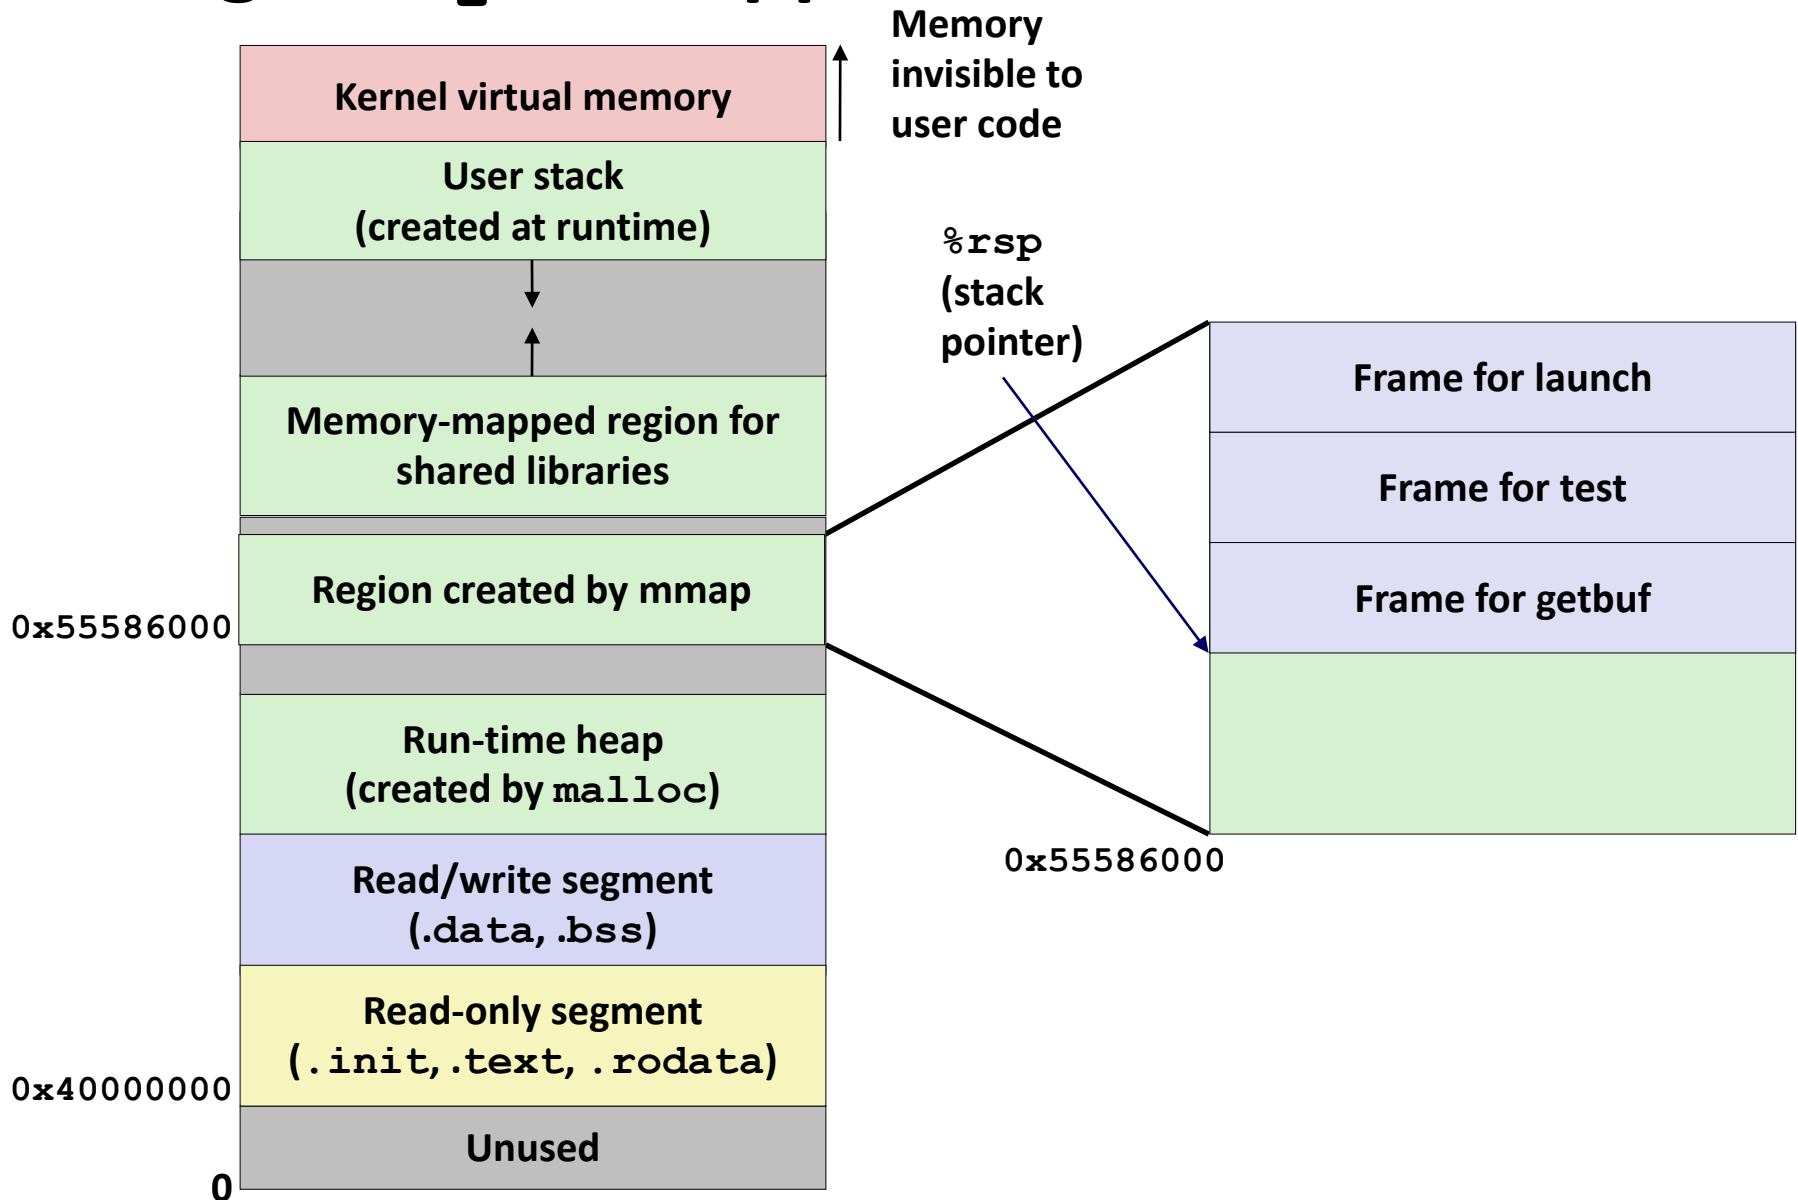 Memory
invisible to
user code
Kernel virtual memory
User stack
(created at runtime)
%rsp
(stack
pointer)
Memory-mapped region for
shared libraries
Region created by mmap
0x55586000
Run-time heap
(created by malloc)
Read/write segment
(.data, .bss)
Read-only segment
(.init, .text, .rodata)
0x40000000
Unused
0
Frame for launch
Frame for test
Frame for getbuf
0x55586000